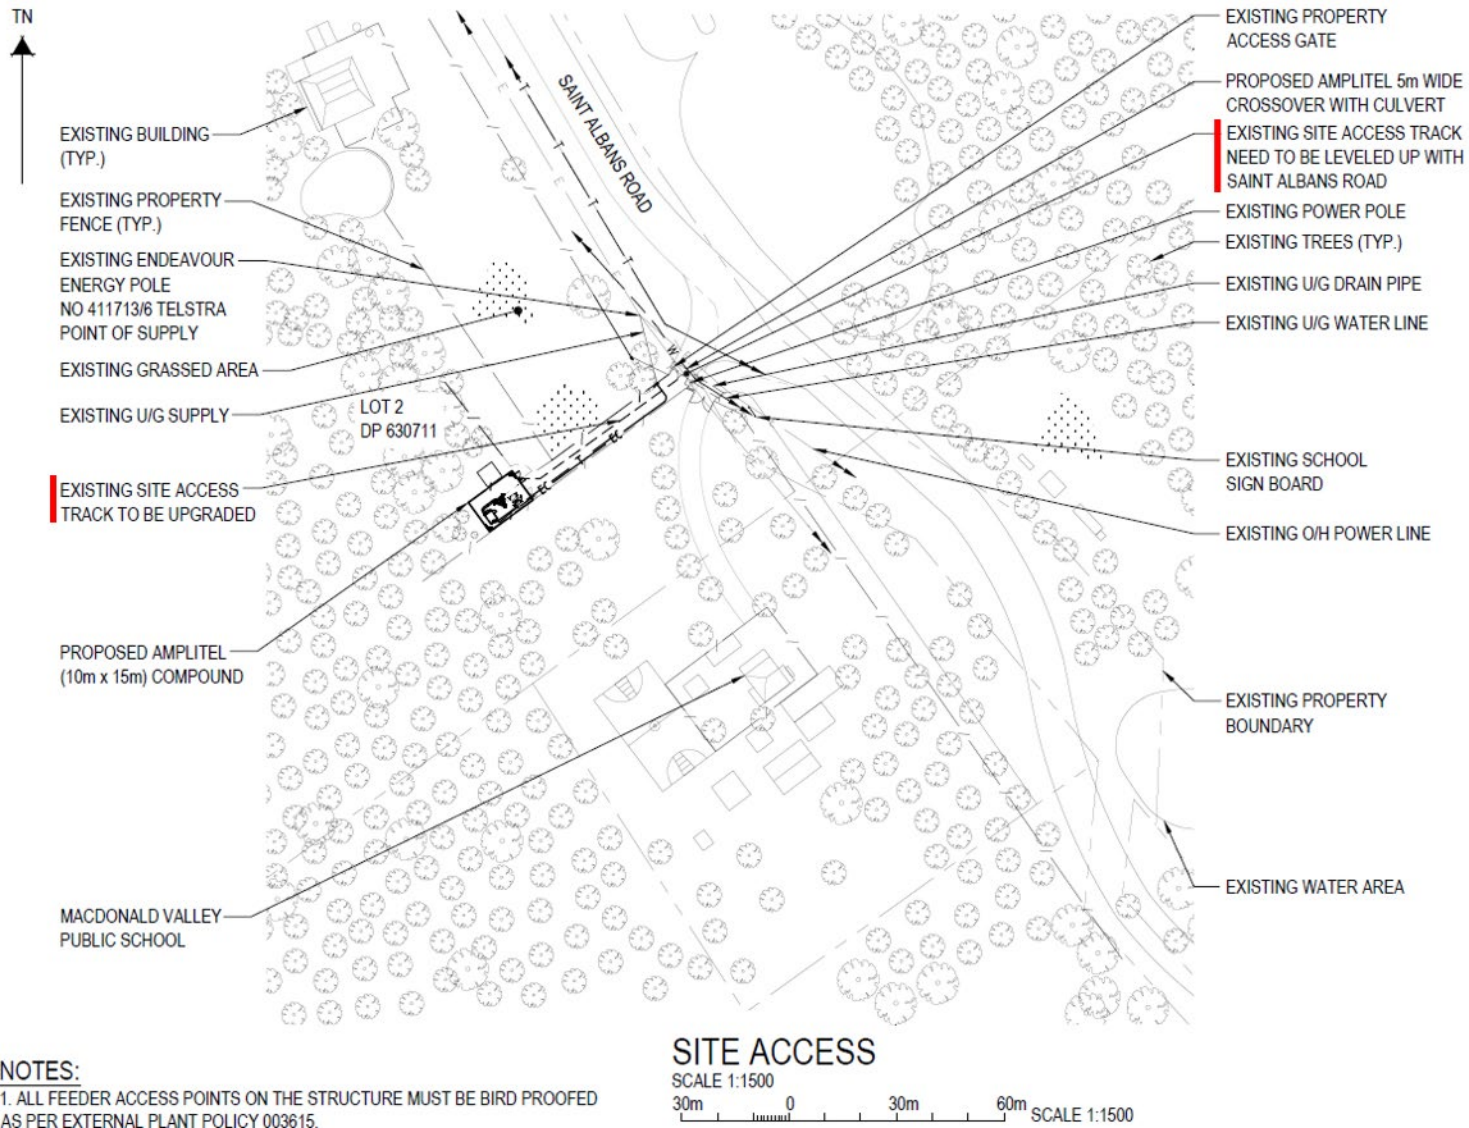 TN
EXISTING BUILDING
(TYP.)
EXISTING PROPERTY
FENCE (TYP.)
EXISTING ENDEAVOUR
ENERGY POLE
NO 411713/6 TELSTRA
POINT OF SUPPLY
EXISTING GRASSED AREA
EXISTING U/G SUPPLY
EXISTING SITE ACCESS
TRACK TO BE UPGRADED
PROPOSED AMPLITEL
(10m x 15m) COMPOUND
MACDONALD VALLEY
PUBLIC SCHOOL
SAINT ALBANS ROAD
LOT 2
DP 630711
T
E
T
T
E
T
W
T
EC
EC
EXISTING PROPERTY
ACCESS GATE
PROPOSED AMPLITEL 5m WIDE
CROSSOVER WITH CULVERT
EXISTING SITE ACCESS TRACK
NEED TO BE LEVELED UP WITH
SAINT ALBANS ROAD
EXISTING POWER POLE
EXISTING TREES (TYP.)
EXISTING U/G DRAIN PIPE
EXISTING U/G WATER LINE
EXISTING SCHOOL
SIGN BOARD
EXISTING O/H POWER LINE
EXISTING PROPERTY
BOUNDARY
EXISTING WATER AREA
NOTES:
1. ALL FEEDER ACCESS POINTS ON THE STRUCTURE MUST BE BIRD PROOFED
AS PER EXTERNAL PLANT POLICY 003615.
SITE ACCESS
SCALE 1:1500
30m 0 30m 60m SCALE 1:1500